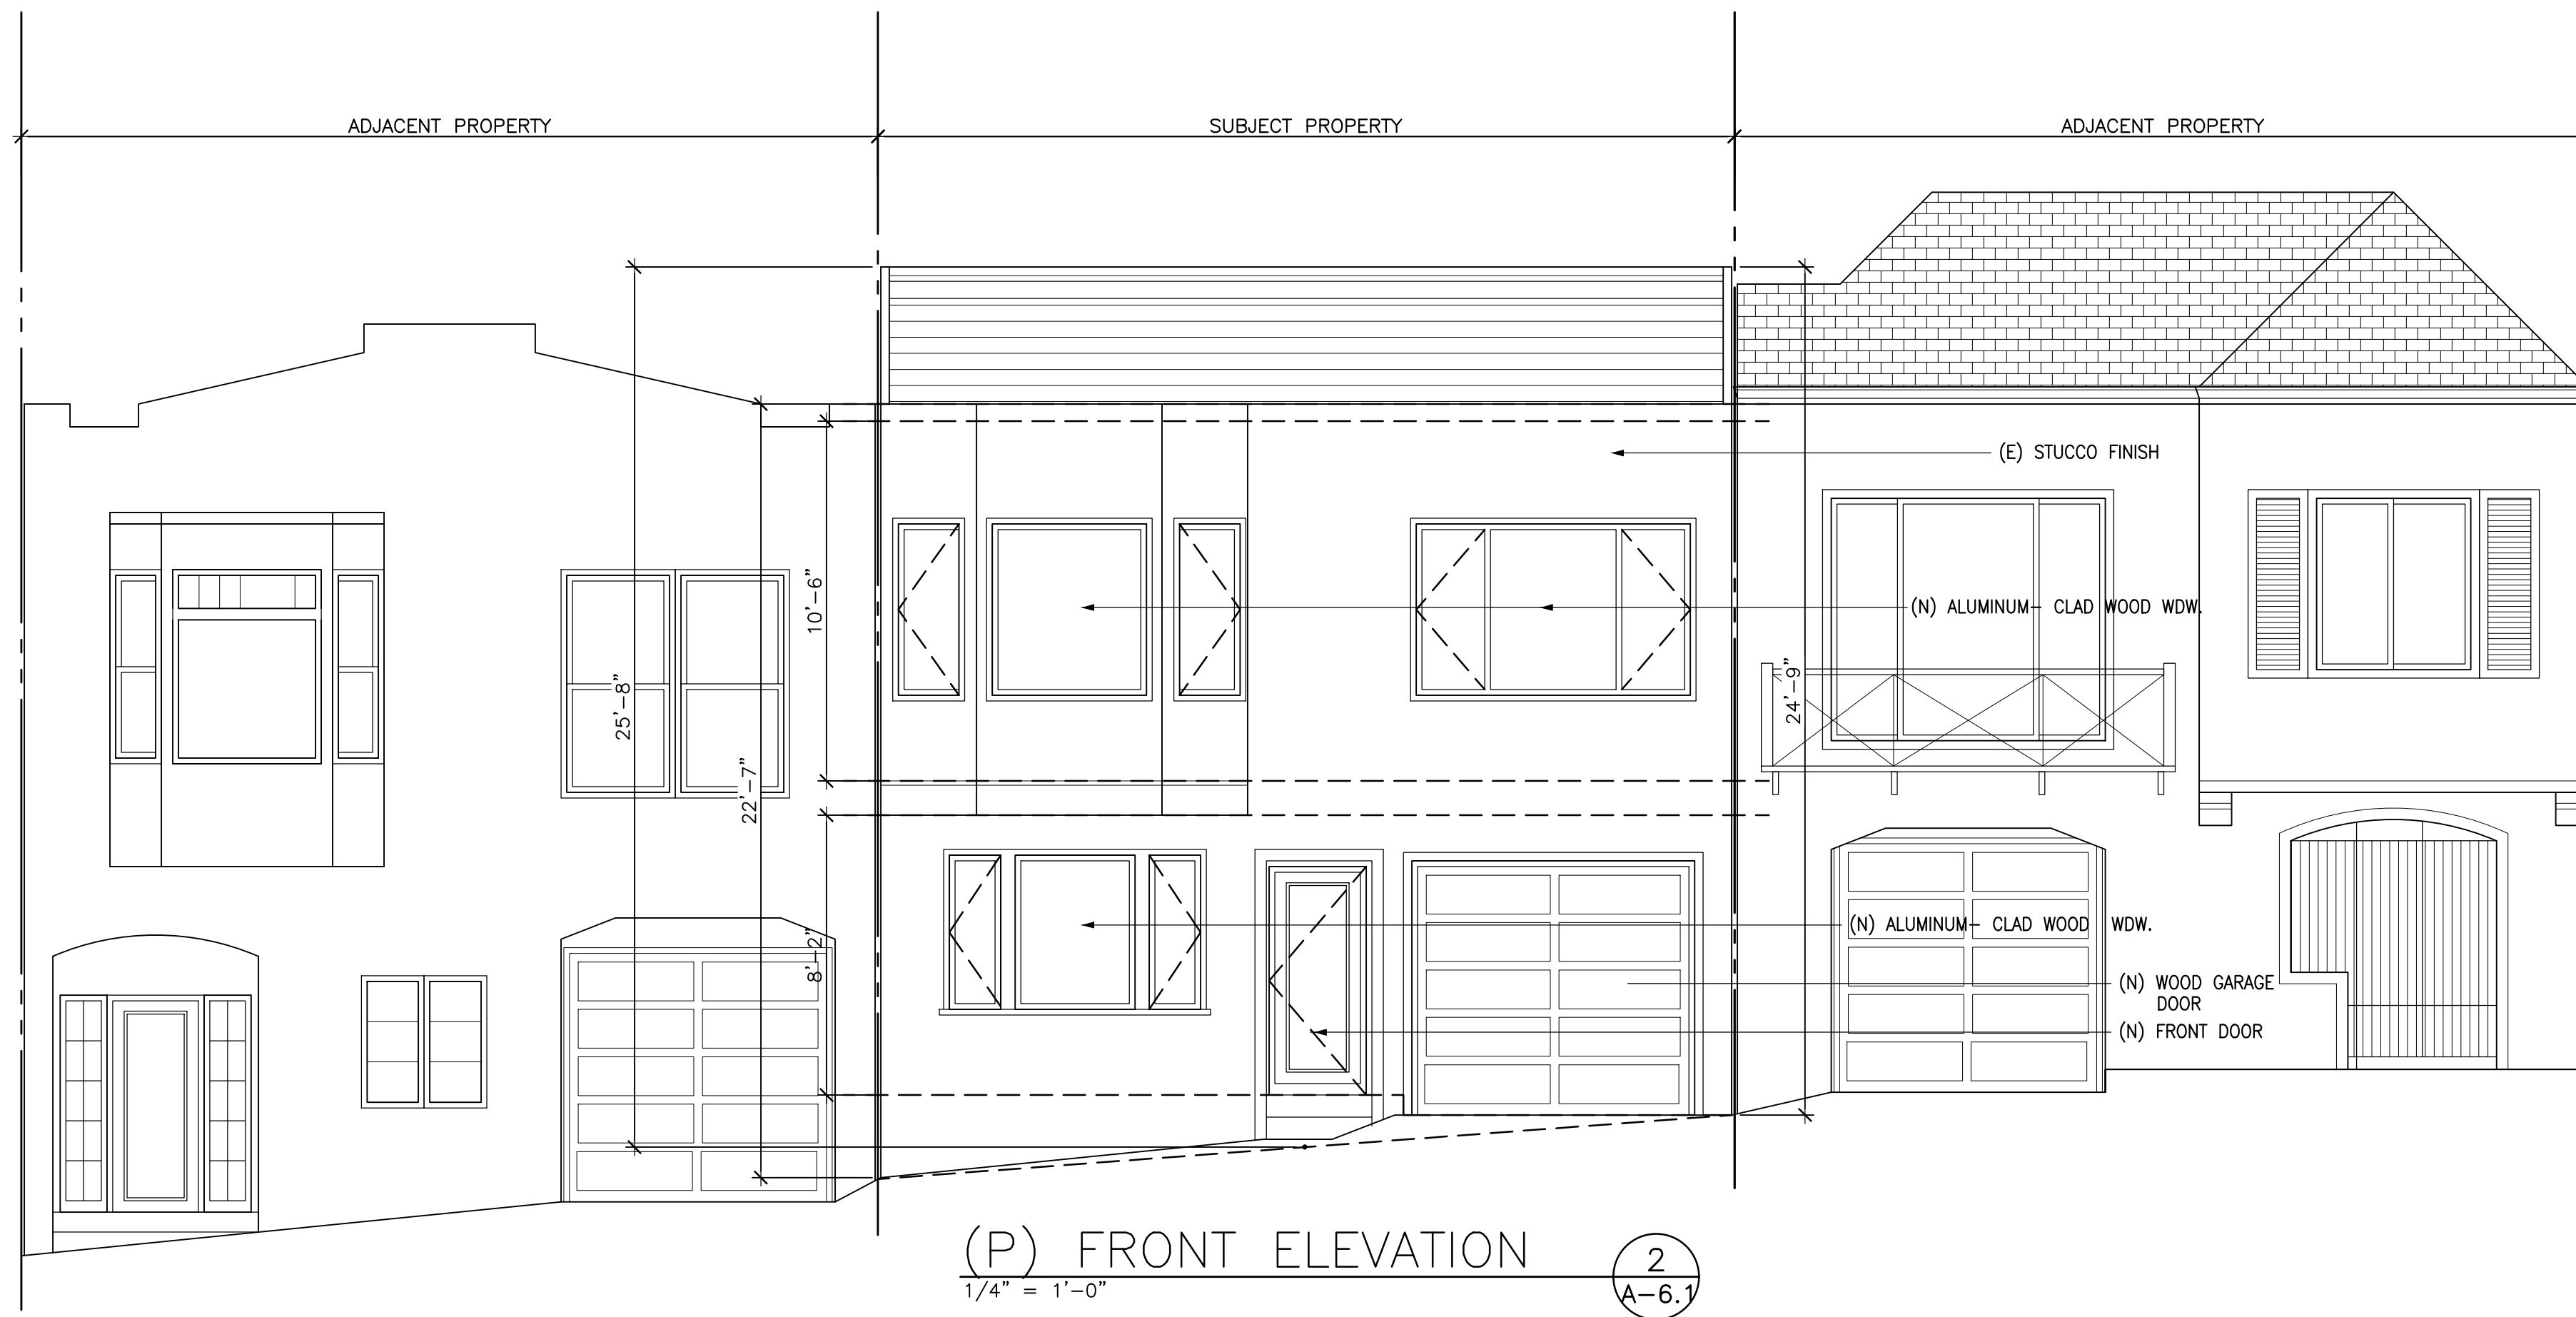 ADJACENT PROPERTY
SUBJECT PROPERTY
ADJACENT PROPERTY
(E) STUCCO FINISH
10'-6"
(N) ALUMINUM- CLAD WOOD WDW.
25'-8"
24'-9"
22'-7"
8'-2"
(N) ALUMINUM- CLAD WOOD WDW.
(N) WOOD GARAGE
DOOR
(N) FRONT DOOR
(P) FRONT ELEVATION
1/4" = 1'-0"
2
A-6.1